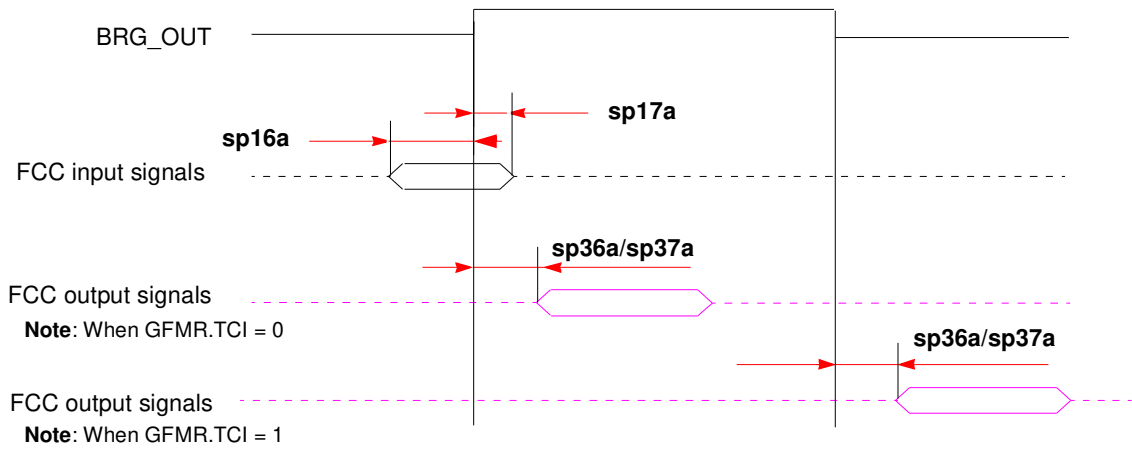 BRG_OUT
sp17a
sp16a
FCC input signals
sp36a/sp37a
FCC output signals
Note: When GFMR.TCI = 0
sp36a/sp37a
FCC output signals
Note: When GFMR.TCI = 1